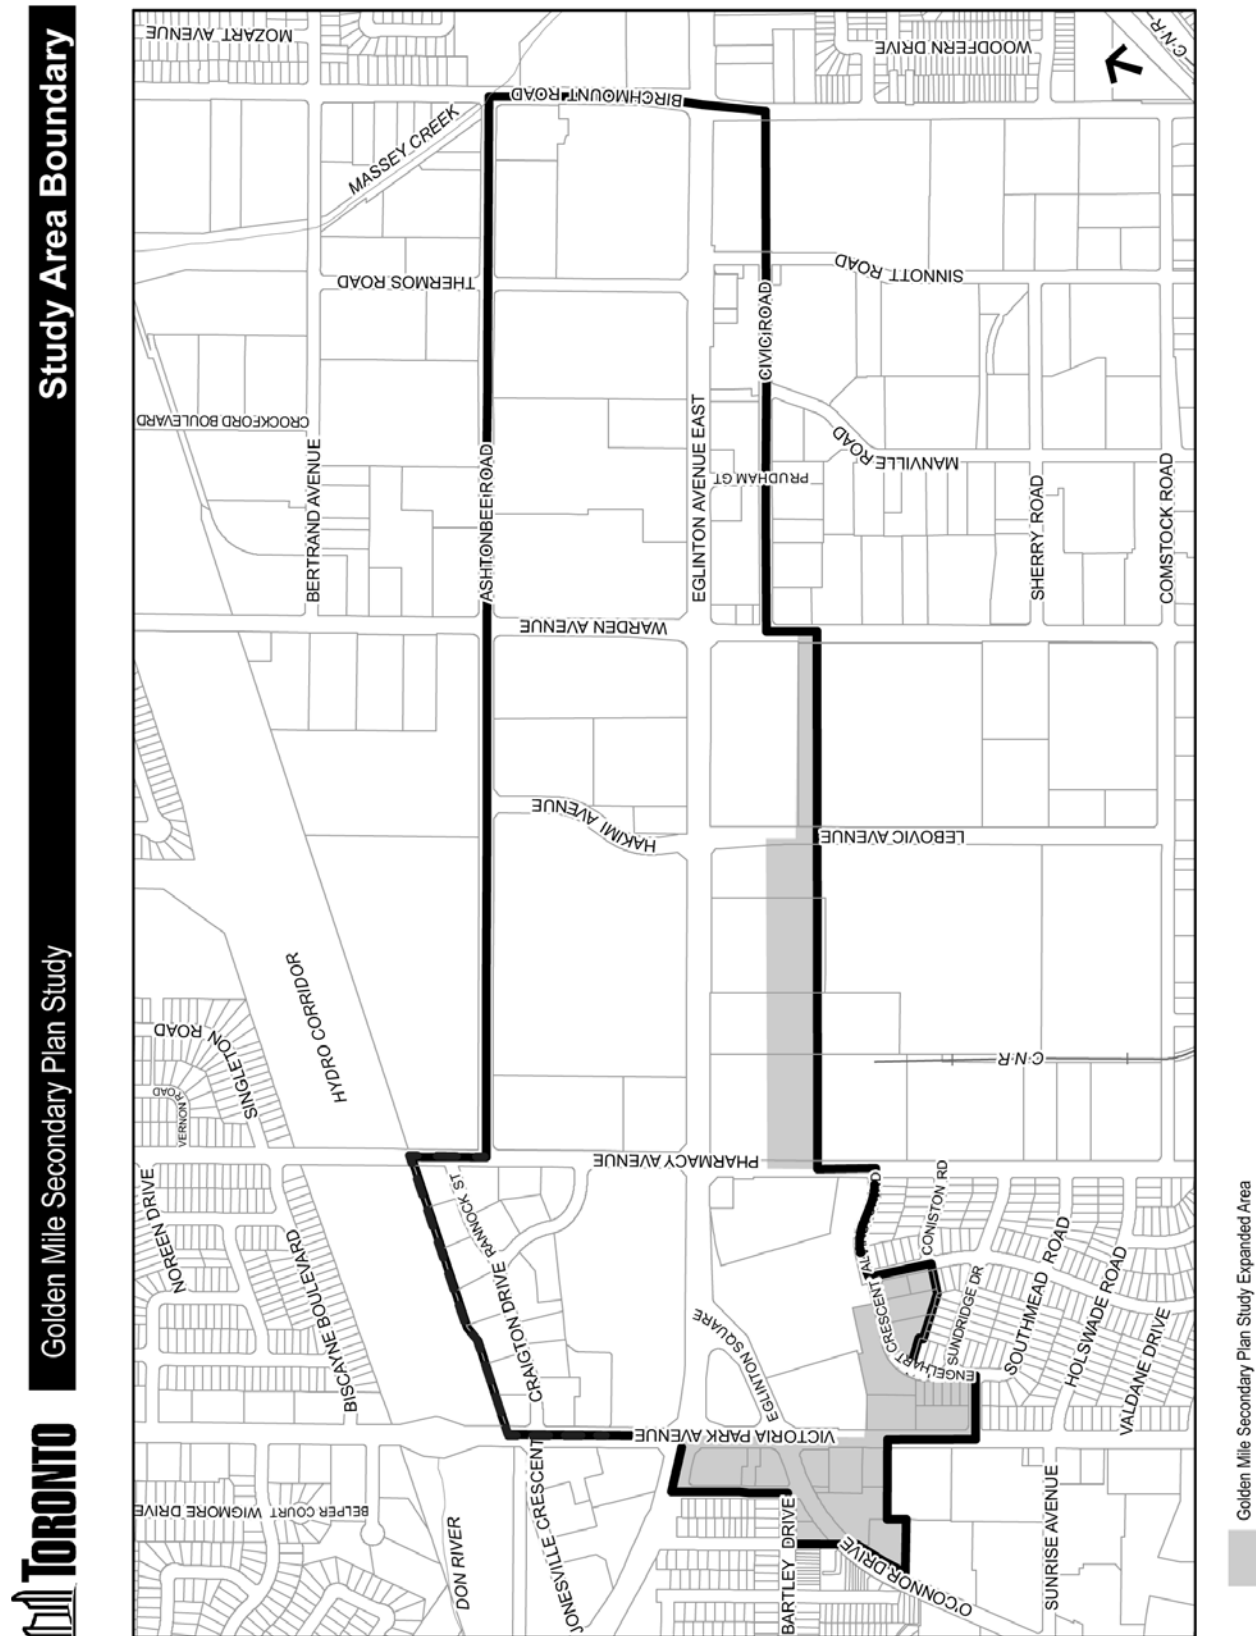 TORONTO
Golden Mile Secondary Plan Study
Study Area Boundary
MOZART AVENUE
WOODFERN DRIVE
C-N-R
BIRCHMOUNT ROAD
MASSEY CREEK
THERMOS ROAD
SINNOTT ROAD
CIVIC ROAD
CROCKFORD BOULEVARD
BERTRAND AVENUE
ASHTONBEE ROAD
EGLINTON AVENUE EAST
PRUDHAM GT
MANVILLE ROAD
SHERRY ROAD
COMSTOCK ROAD
WARDEN AVENUE
HAKIMI AVENUE
LEBOVIC AVENUE
HYDRO CORRIDOR
C-N-R
SINGLETON ROAD
VERNON ROAD
PHARMACY AVENUE
NOREEN DRIVE
BISCAYNE BOULEVARD
RANNOCK ST
CRAIGTON DRIVE
EGLINTON SQUARE
CONISTON RD
ENGELHART CRESCENT
SUNDRIDGE DR
SOUTHMEAD ROAD
HOLSWADE ROAD
VALDANE DRIVE
VICTORIA PARK AVENUE
WIGMORE DRIVE
BELPER COURT
DON RIVER
JONESVILLE CRESCENT
BARTLEY DRIVE
O'CONNOR DRIVE
SUNRISE AVENUE
Golden Mile Secondary Plan Study Expanded Area